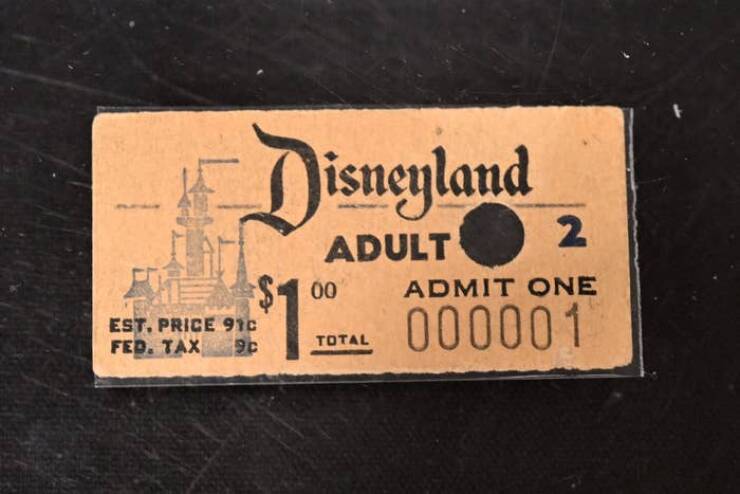 Disneyland
ADULT 2
$1 00 TOTAL
ADMIT ONE
EST. PRICE 91c
FED. TAX 9c
000001